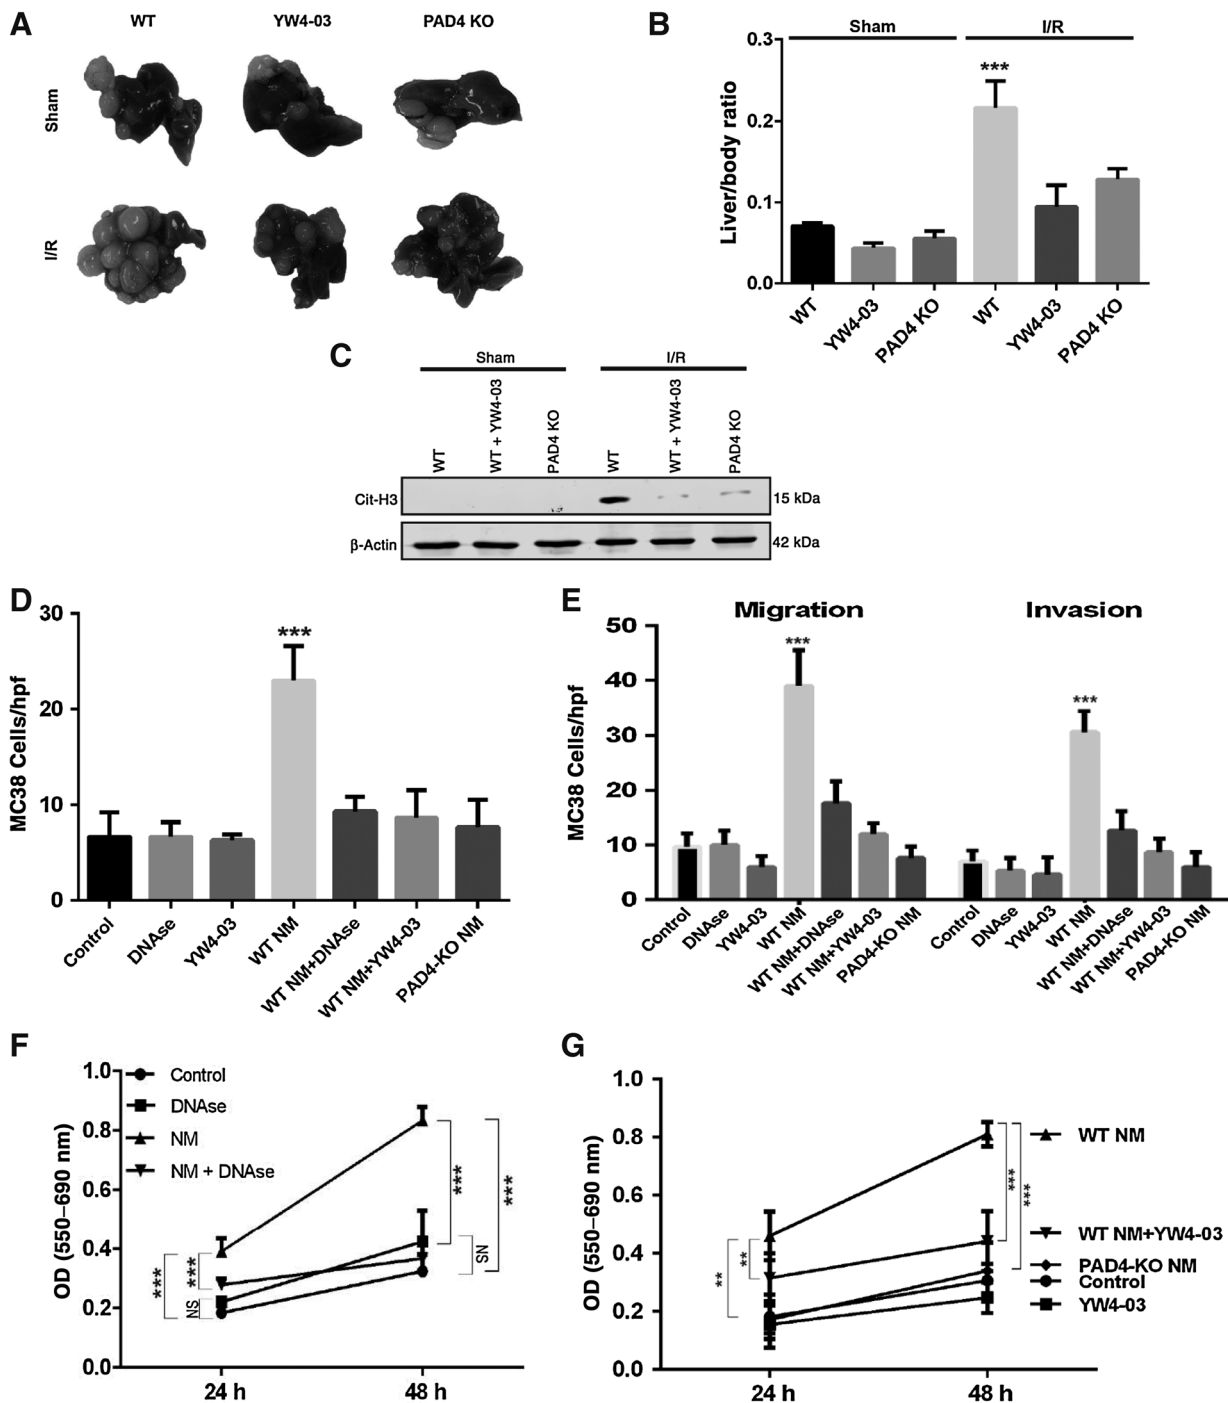 A
WT YW4-03 PAD4 KO
Sham
I/R
B
Sham I/R
Liver/body ratio
0.3
0.2
0.1
0.0
***
WT YW4-03 PAD4 KO WT YW4-03 PAD4 KO
C
Sham I/R
WT WT + YW4-03 PAD4 KO WT WT + YW4-03 PAD4 KO
Cit-H3 15 kDa
β-Actin 42 kDa
D
MC38 Cells/hpf
30
20
10
0
***
Control DNAse YW4-03 WT NM WT NM+DNAse WT NM+YW4-03 PAD4-KO NM
E
Migration Invasion
MC38 Cells/hpf
50
40
30
20
10
0
***
***
Control DNAse YW4-03 WT NM WT NM+DNAse WT NM+YW4-03 PAD4-KO NM Control DNAse YW4-03 WT NM WT NM+DNAse WT NM+YW4-03 PAD4-KO NM
F
OD (550–690 nm)
1.0
0.8
0.6
0.4
0.2
0.0
Control
DNAse
NM
NM + DNAse
*** *** NS
*** NS ***
24 h 48 h
G
OD (550–690 nm)
1.0
0.8
0.6
0.4
0.2
0.0
** **
*** ***
WT NM
WT NM+YW4-03
PAD4-KO NM
Control
YW4-03
24 h 48 h